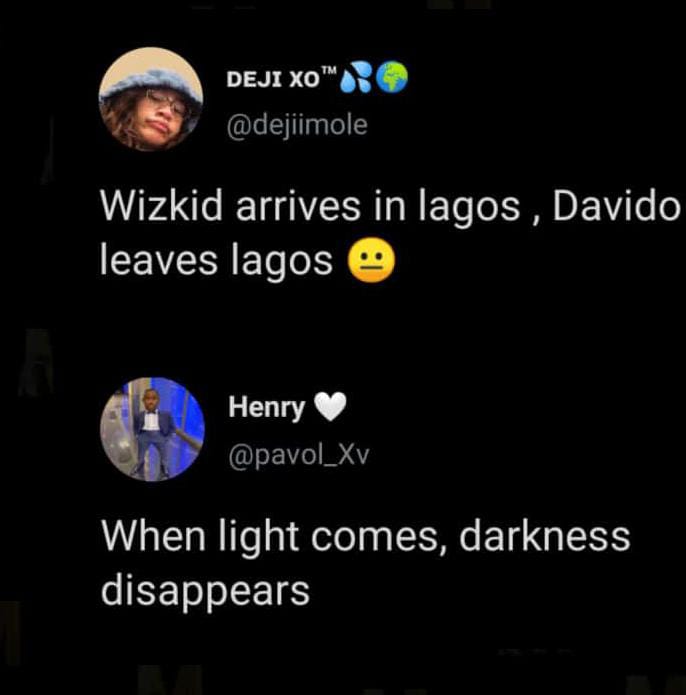 DEJI XO™💦🌍
@dejiimole
Wizkid arrives in lagos , Davido
leaves lagos 😐
Henry 🤍
@pavol_Xv
When light comes, darkness
disappears